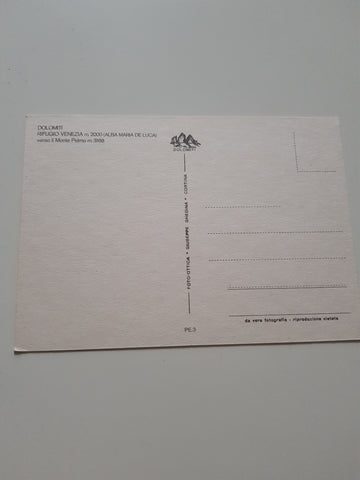 DOLOMITI
RIFUGIO VENEZIA m. 2000 (ALBA MARIA DE LUCA)
verso il Monte Pelmo m. 3168
DOLOMITI
FOTO OTTICA • GIUSEPPE GHEDINA • CORTINA
da vera fotografia - riproduzione vietata
PE.3